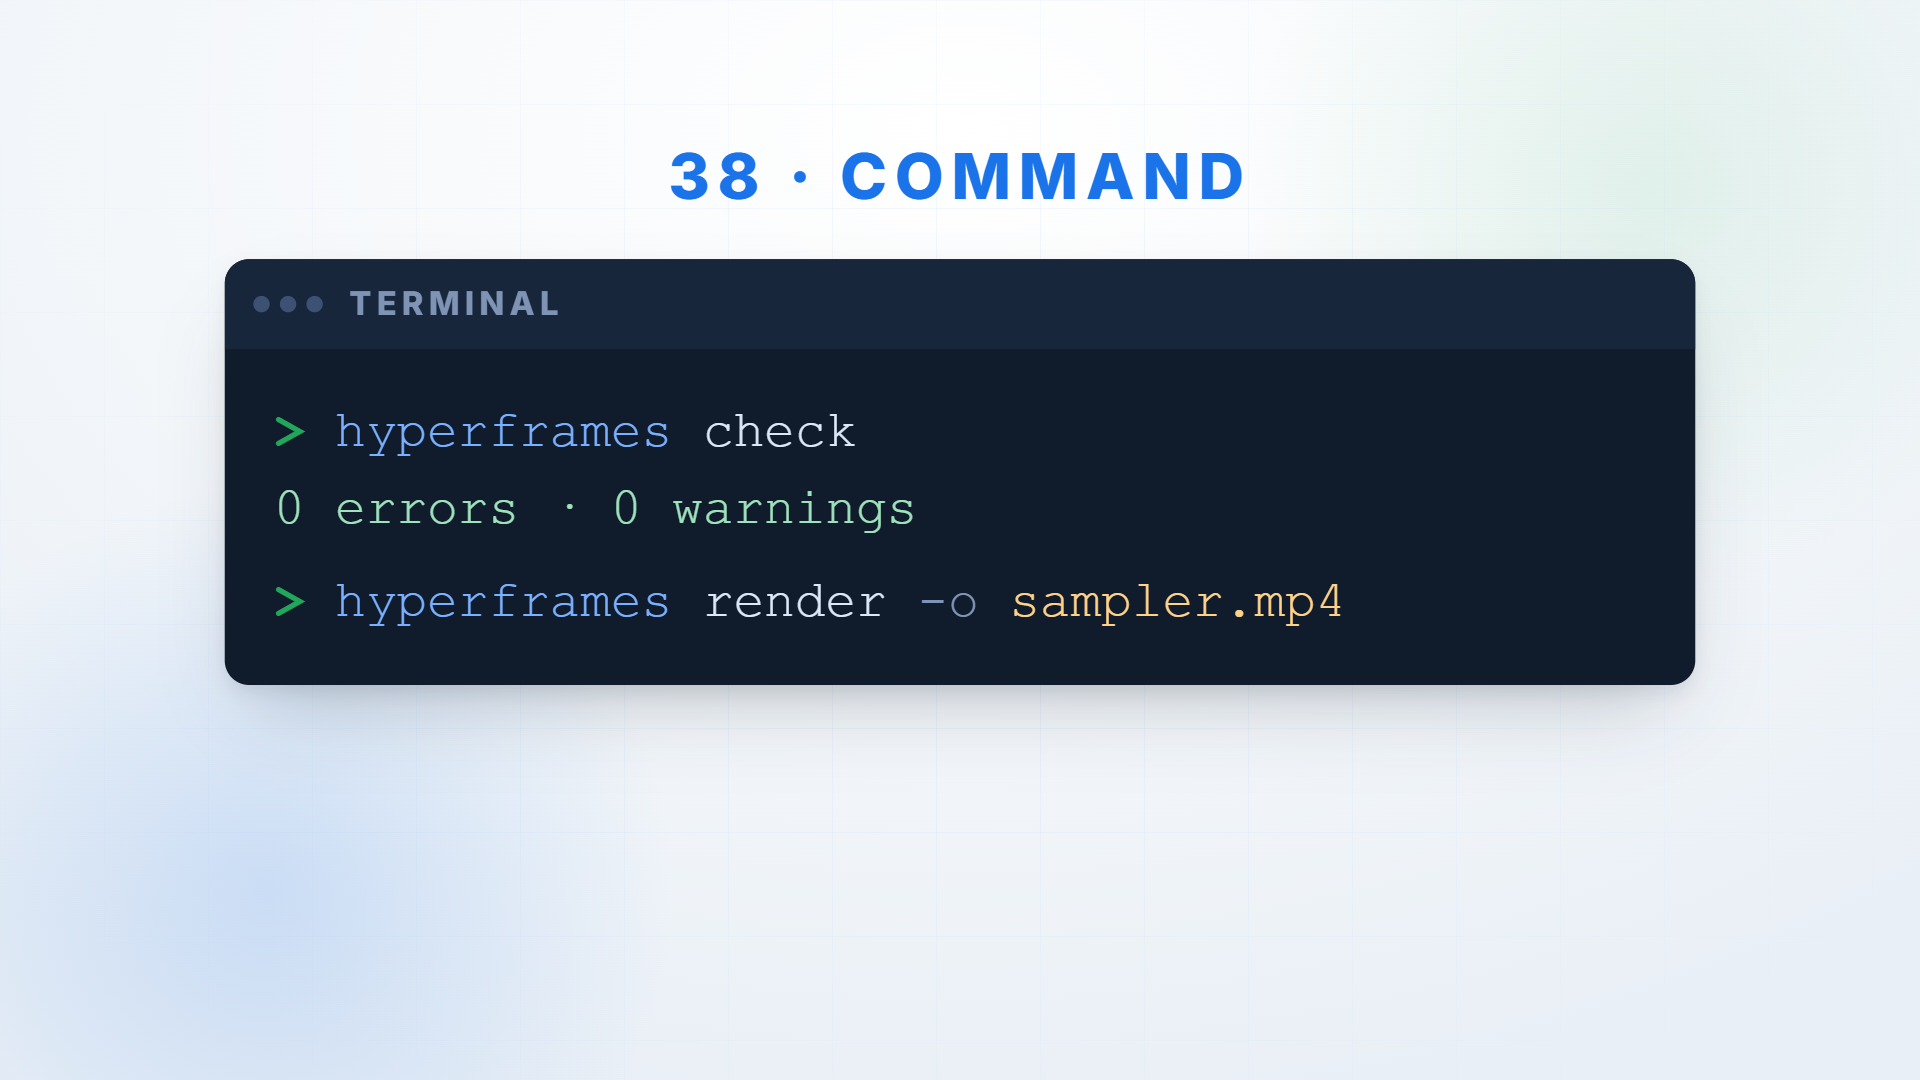 38 · COMMAND
TERMINAL
> hyperframes check
0 errors · 0 warnings
> hyperframes render -o sampler.mp4